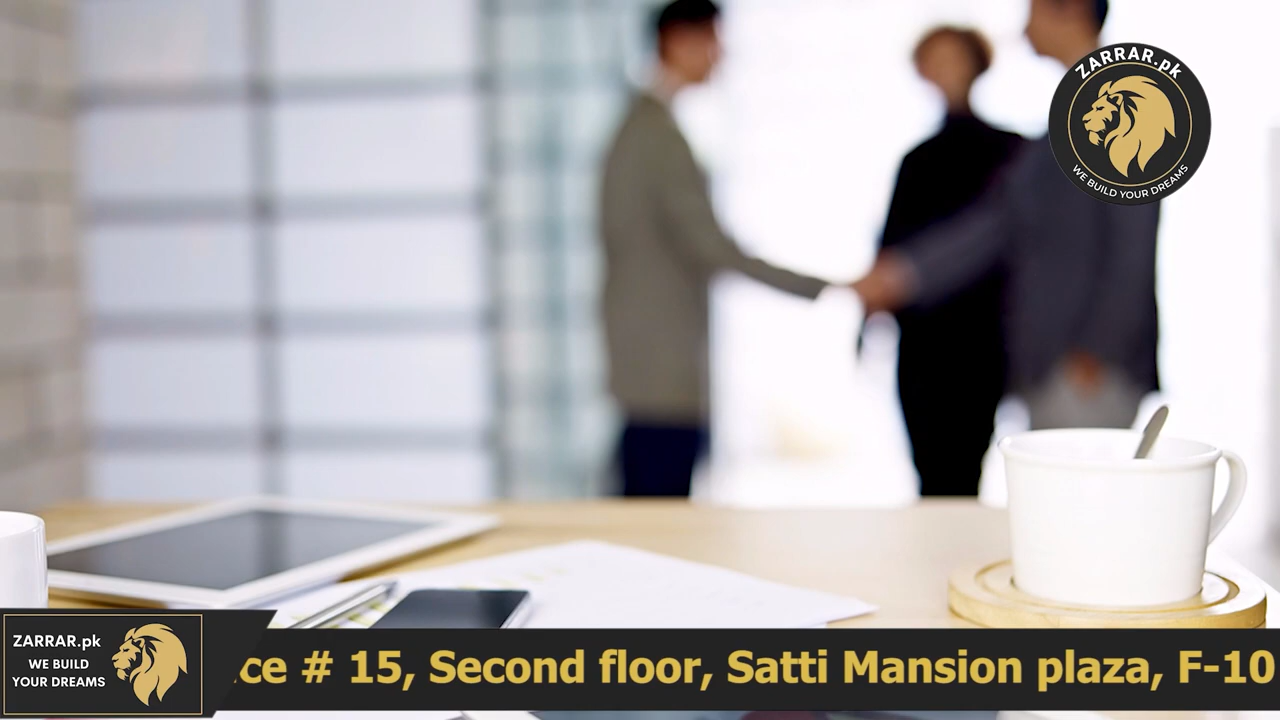 ZARRAR.pk
WE BUILD YOUR DREAMS
ZARRAR.pk
WE BUILD
YOUR DREAMS
ce # 15, Second floor, Satti Mansion plaza, F-10